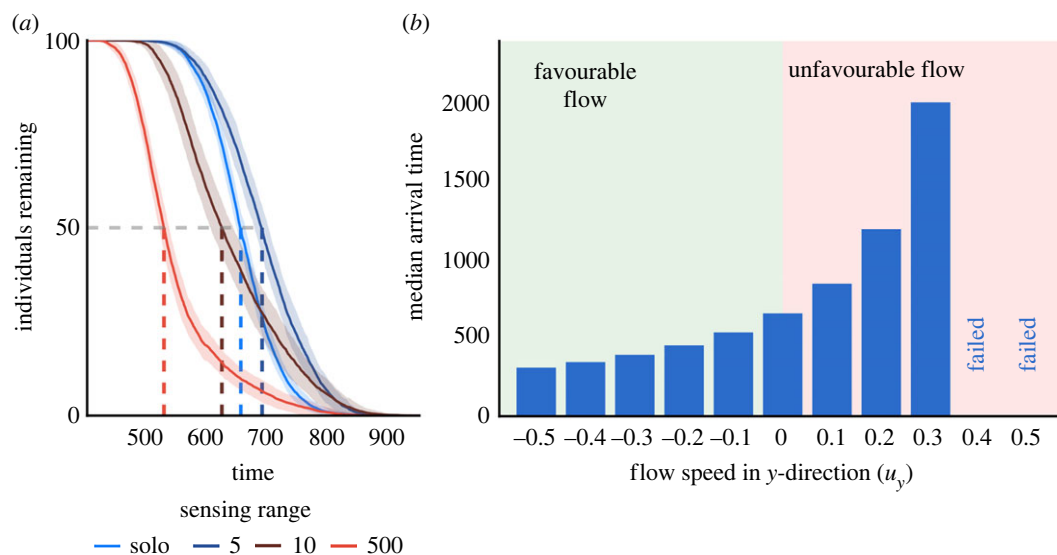 (a)
100
50
0
individuals remaining
500 600 700 800 900
time
sensing range
solo 5 10 500
(b)
favourable
flow
unfavourable flow
2000
1500
1000
500
0
median arrival time
failed
failed
–0.5 –0.4 –0.3 –0.2 –0.1 0 0.1 0.2 0.3 0.4 0.5
flow speed in y-direction (u_y)